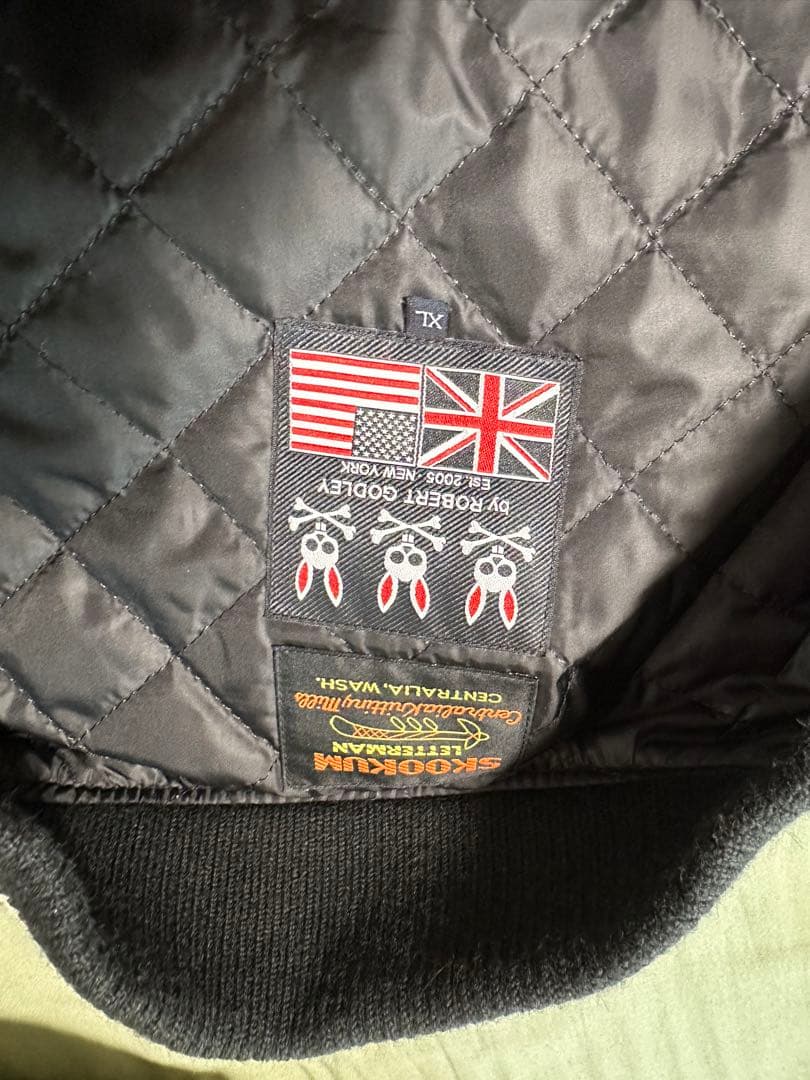 SKOOKUM
LETTERMAN
Centralia Knitting Mills
CENTRALIA, WASH.
by ROBERT GODLEY
Est. 2005 NEW YORK
XL